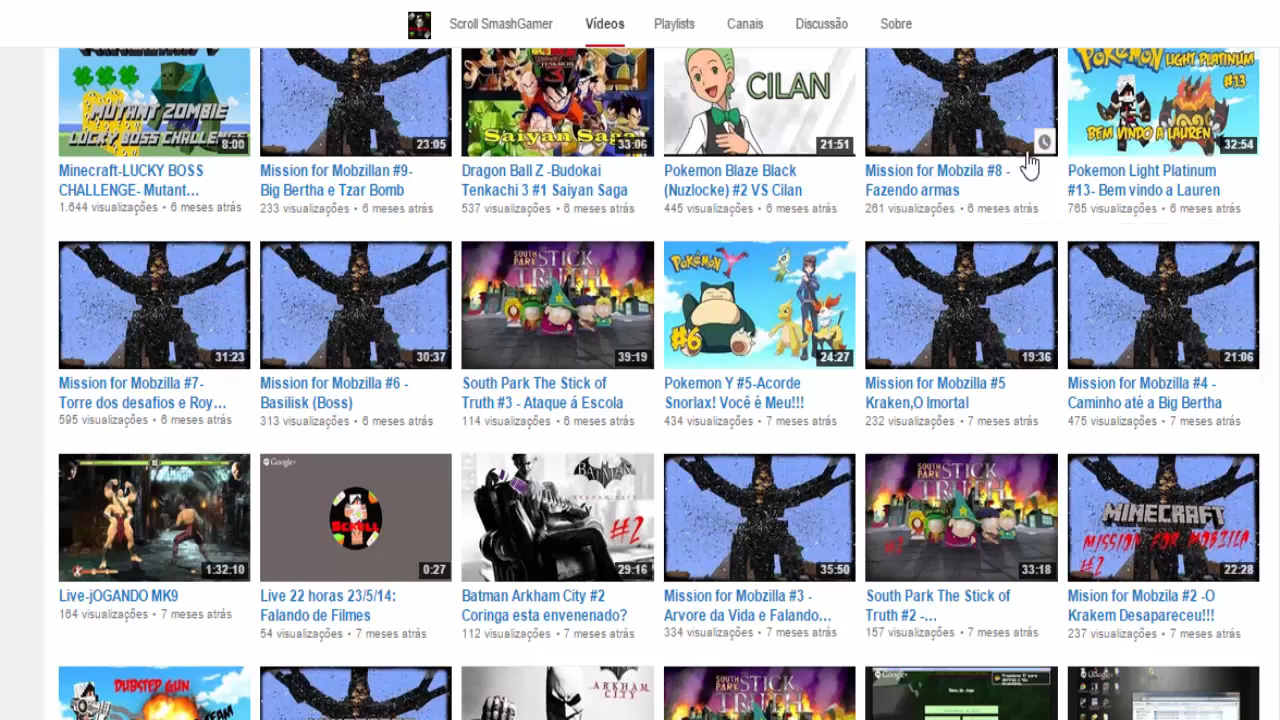 Scroll SmashGamer Vídeos Playlists Canais Discussão Sobre
MUTANT ZOMBIE
LUCKY BOSS CHALLENGE
8:00
23:05
Saiyan Saga
33:06
CILAN
21:51
POKÉMON LIGHT PLATINUM
#13
BEM VINDO A LAUREN
32:54
Minecraft-LUCKY BOSS
CHALLENGE- Mutant...
1.644 visualizações • 6 meses atrás
Mission for Mobzillan #9-
Big Bertha e Tzar Bomb
233 visualizações • 6 meses atrás
Dragon Ball Z -Budokai
Tenkachi 3 #1 Saiyan Saga
537 visualizações • 6 meses atrás
Pokemon Blaze Black
(Nuzlocke) #2 VS Cilan
445 visualizações • 6 meses atrás
Mission for Mobzila #8 -
Fazendo armas
261 visualizações • 6 meses atrás
Pokemon Light Platinum
#13- Bem vindo a Lauren
765 visualizações • 6 meses atrás
31:23
30:37
SOUTH PARK
STICK
TRUTH
39:19
POKÉMON Y
#6
24:27
19:36
21:06
Mission for Mobzilla #7-
Torre dos desafios e Roy...
595 visualizações • 6 meses atrás
Mission for Mobzilla #6 -
Basilisk (Boss)
313 visualizações • 6 meses atrás
South Park The Stick of
Truth #3 - Ataque á Escola
114 visualizações • 6 meses atrás
Pokemon Y #5-Acorde
Snorlax! Você é Meu!!!
434 visualizações • 7 meses atrás
Mission for Mobzilla #5
Kraken,O Imortal
232 visualizações • 7 meses atrás
Mission for Mobzilla #4 -
Caminho até a Big Bertha
475 visualizações • 7 meses atrás
1:32:10
Google+
SCROLL
0:27
BATMAN
#2
29:16
35:50
SOUTH PARK
STICK
TRUTH
#2
33:18
MINECRAFT
MISSION FOR MOBZILA
#2
22:28
Live-jOGANDO MK9
164 visualizações • 7 meses atrás
Live 22 horas 23/5/14:
Falando de Filmes
54 visualizações • 7 meses atrás
Batman Arkham City #2
Coringa esta envenenado?
112 visualizações • 7 meses atrás
Mission for Mobzilla #3 -
Arvore da Vida e Falando...
334 visualizações • 7 meses atrás
South Park The Stick of
Truth #2 -...
157 visualizações • 7 meses atrás
Mision for Mobzila #2 -O
Krakem Desapareceu!!!
237 visualizações • 7 meses atrás
DUBSTEP GUN
ARKHAM
CITY
SOUTH PARK
STICK
Google+
Google+